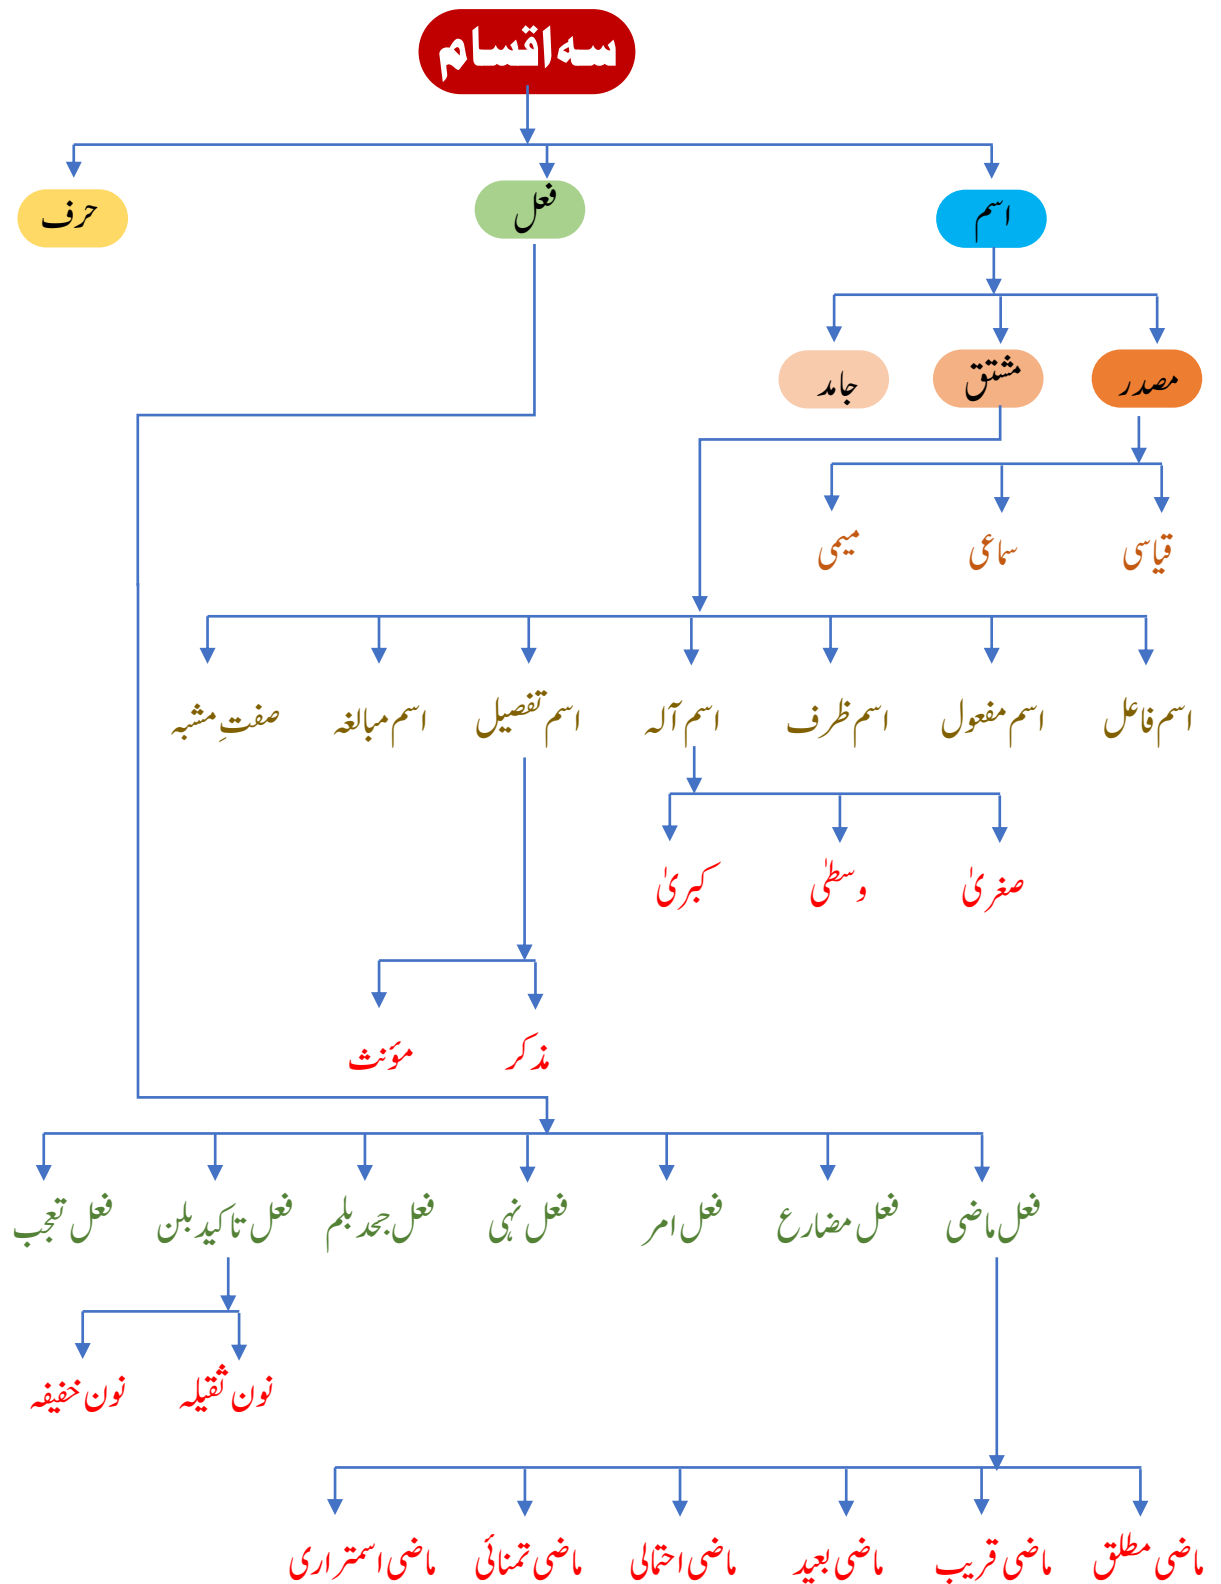 سہ اقسام
اسم
فعل
حرف
مصدر
مشتق
جامد
قیاسی
سماعی
میمی
اسم فاعل
اسم مفعول
اسم ظرف
اسم آلہ
اسم تفصیل
اسم مبالغہ
صفتِ مشبہ
صغریٰ
وسطیٰ
کبریٰ
مذکر
مؤنث
فعل ماضی
فعل مضارع
فعل امر
فعل نہی
فعل جحد بلم
فعل تاکید بلن
فعل تعجب
نون ثقیلہ
نون خفیفہ
ماضی مطلق
ماضی قریب
ماضی بعید
ماضی احتمالی
ماضی تمنائی
ماضی استمراری